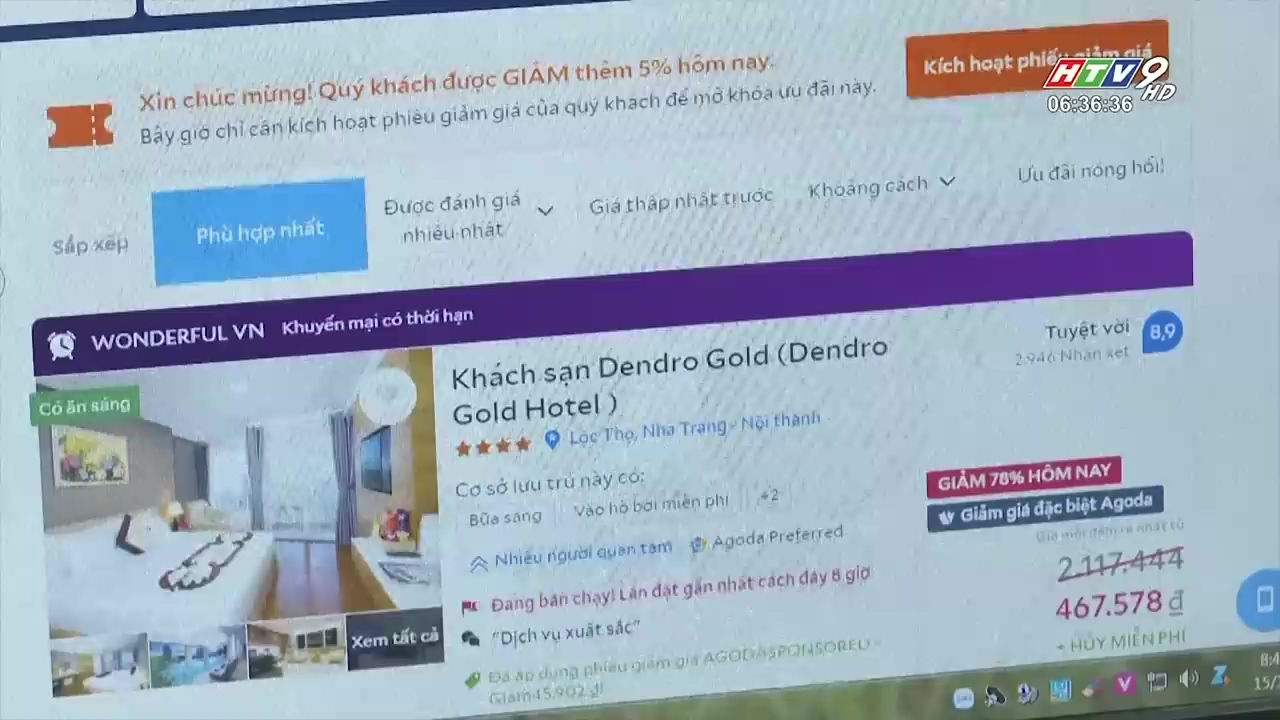 Xin chúc mừng! Quý khách được GIẢM thêm 5% hôm nay.
Bây giờ chỉ cần kích hoạt phiếu giảm giá của quý khách để mở khóa ưu đãi này.
Kích hoạt phiếu giảm giá
HTV9 HD
06:36:36
Sắp xếp
Phù hợp nhất
Được đánh giá
nhiều nhất
Giá thấp nhất trước
Khoảng cách
Ưu đãi nóng hổi!
WONDERFUL VN Khuyến mại có thời hạn
Có ăn sáng
Khách sạn Dendro Gold (Dendro
Gold Hotel )
Tuyệt vời 8,9
2.946 Nhận xét
Lộc Thọ, Nha Trang - Nội thành
Cơ sở lưu trú này có:
Bữa sáng Vào hồ bơi miễn phí +2
Nhiều người quan tâm Agoda Preferred
Đang bán chạy! Lần đặt gần nhất cách đây 8 giờ
"Dịch vụ xuất sắc"
Đã áp dụng phiếu giảm giá AGODASPONSORED -
Giảm 45.902 đ!
Xem tất cả
GIẢM 78% HÔM NAY
Giảm giá đặc biệt Agoda
2.117.444
467.578 đ
+ HỦY MIỄN PHÍ
8:4
15/